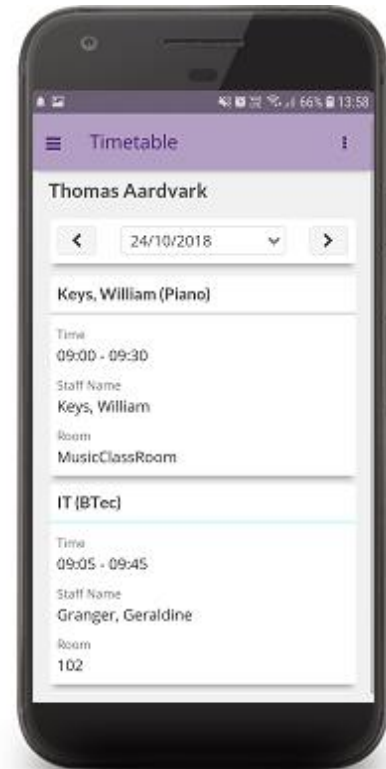 66% 13:58
Timetable
Thomas Aardvark
24/10/2018
Keys, William (Piano)
Time
09:00 - 09:30
Staff Name
Keys, William
Room
MusicClassRoom
IT (BTec)
Time
09:05 - 09:45
Staff Name
Granger, Geraldine
Room
102